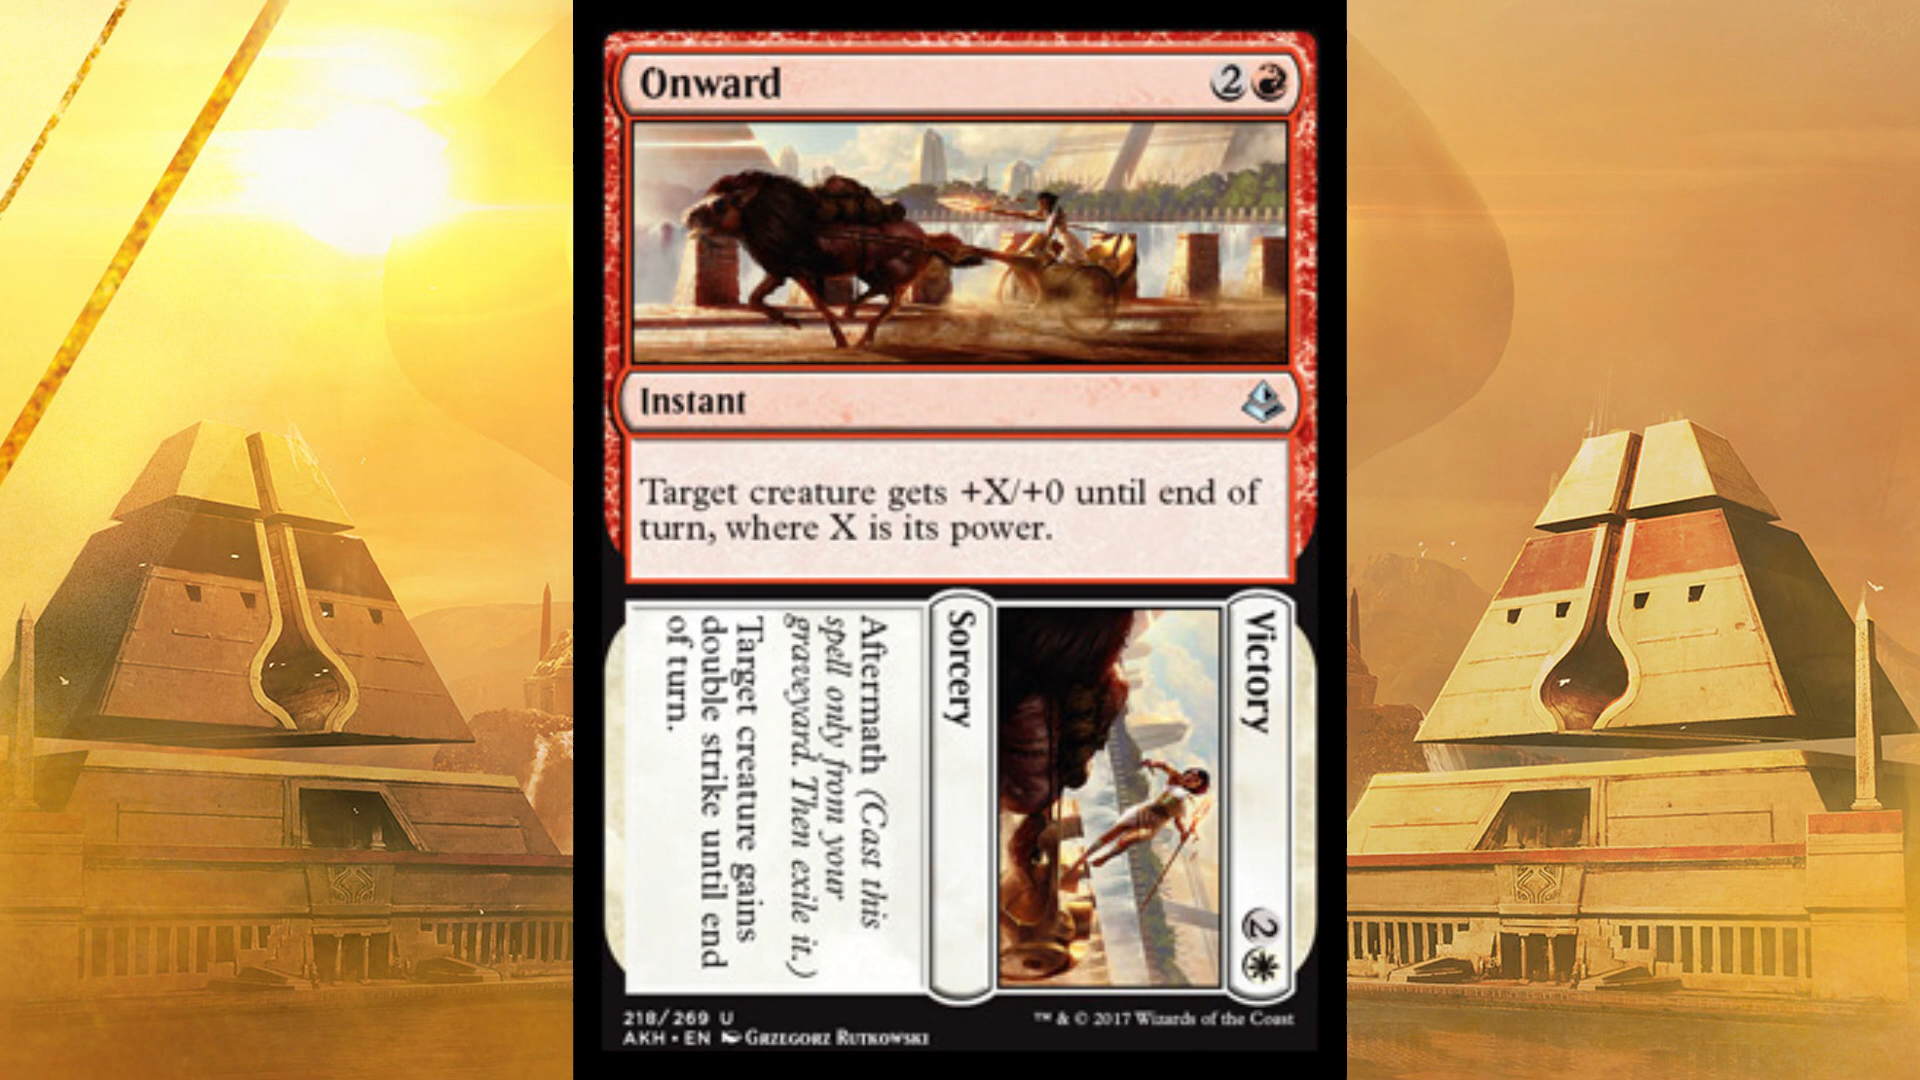 Onward 2
Instant
Target creature gets +X/+0 until end of
turn, where X is its power.
Victory 2
Sorcery
Aftermath (Cast this
spell only from your
graveyard. Then exile it.)
Target creature gains
double strike until end
of turn.
218/269 U
AKH • EN Grzegorz Rutkowski
™ & © 2017 Wizards of the Coast